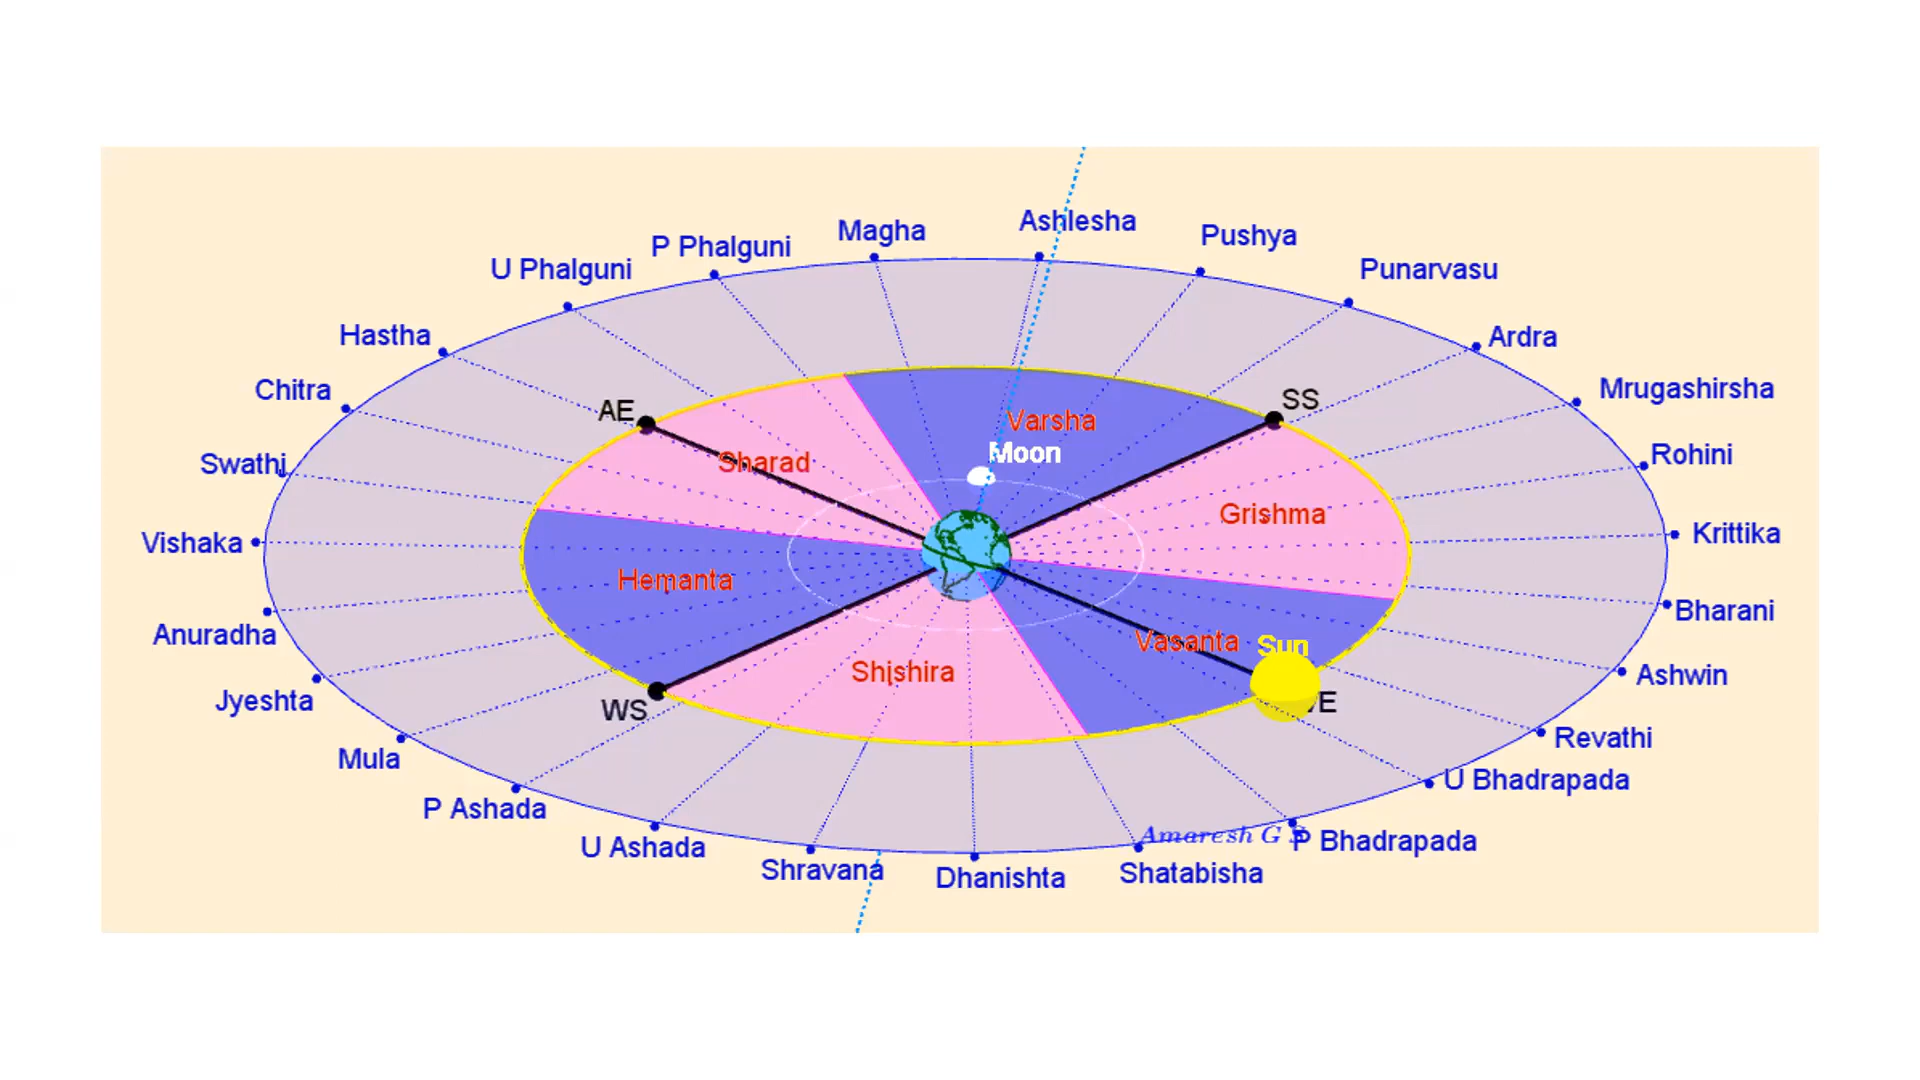 Ashlesha
Magha
Pushya
P Phalguni
U Phalguni
Punarvasu
Hastha
Ardra
Chitra
Mrugashirsha
AE
SS
Varsha
Moon
Sharad
Swathi
Rohini
Grishma
Vishaka
Krittika
Hemanta
Bharani
Anuradha
Vasanta
Sun
Shishira
Ashwin
Jyeshta
WS
E
Revathi
Mula
U Bhadrapada
P Ashada
Amaresh G S
P Bhadrapada
U Ashada
Shravana
Dhanishta
Shatabisha